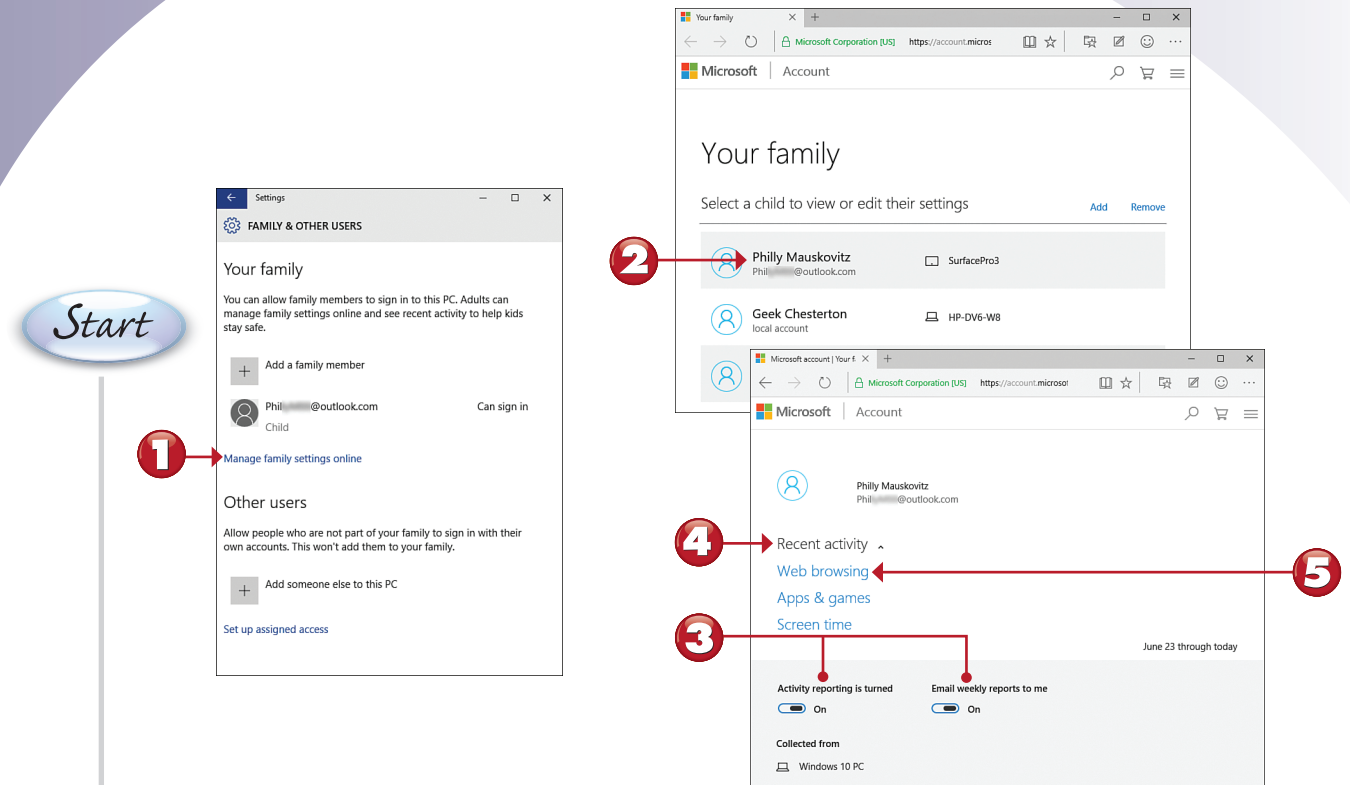 Start
1
Settings
FAMILY & OTHER USERS
Your family
You can allow family members to sign in to this PC. Adults can
manage family settings online and see recent activity to help kids
stay safe.
Add a family member
Phil @outlook.com Can sign in
Child
Manage family settings online
Other users
Allow people who are not part of your family to sign in with their
own accounts. This won't add them to your family.
Add someone else to this PC
Set up assigned access
2
Your family
Microsoft Corporation [US] https://account.micros
Microsoft Account
Your family
Select a child to view or edit their settings Add Remove
Philly Mauskovitz SurfacePro3
Phil @outlook.com
Geek Chesterton HP-DV6-W8
local account
Microsoft account | Your f
Microsoft Corporation [US] https://account.microsof
Microsoft Account
Philly Mauskovitz
Phil @outlook.com
4
Recent activity
Web browsing
5
Apps & games
Screen time
3
June 23 through today
Activity reporting is turned Email weekly reports to me
On On
Collected from
Windows 10 PC